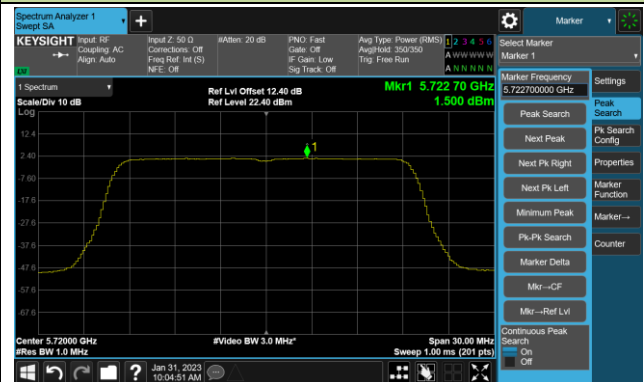 Spectrum Analyzer 1
Swept SA
+
Marker
KEYSIGHT
Input: RF
Coupling: AC
Align: Auto
Input Z: 50 Ω
Corrections: Off
Freq Ref: Int (S)
NFE: Off
#Atten: 20 dB
PNO: Fast
Gate: Off
IF Gain: Low
Sig Track: Off
Avg Type: Power (RMS)
Avg|Hold: 350/350
Trig: Free Run
1 2 3 4 5 6
A W W W W W
A N N N N N
LXI
Select Marker
Marker 1
1 Spectrum
Scale/Div 10 dB
Log
Ref Lvl Offset 12.40 dB
Ref Level 22.40 dBm
Mkr1 5.722 70 GHz
1.500 dBm
12.4
2.40
-7.60
-17.6
-27.6
-37.6
-47.6
-57.6
-67.6
1
Center 5.72000 GHz
#Res BW 1.0 MHz
#Video BW 3.0 MHz*
Span 30.00 MHz
Sweep 1.00 ms (201 pts)
Marker Frequency
5.722700000 GHz
Peak Search
Next Peak
Next Pk Right
Next Pk Left
Minimum Peak
Pk-Pk Search
Marker Delta
Mkr→CF
Mkr→Ref Lvl
Continuous Peak
Search
On
Off
Settings
Peak
Search
Pk Search
Config
Properties
Marker
Function
Marker→
Counter
?
Jan 31, 2023
10:04:51 AM